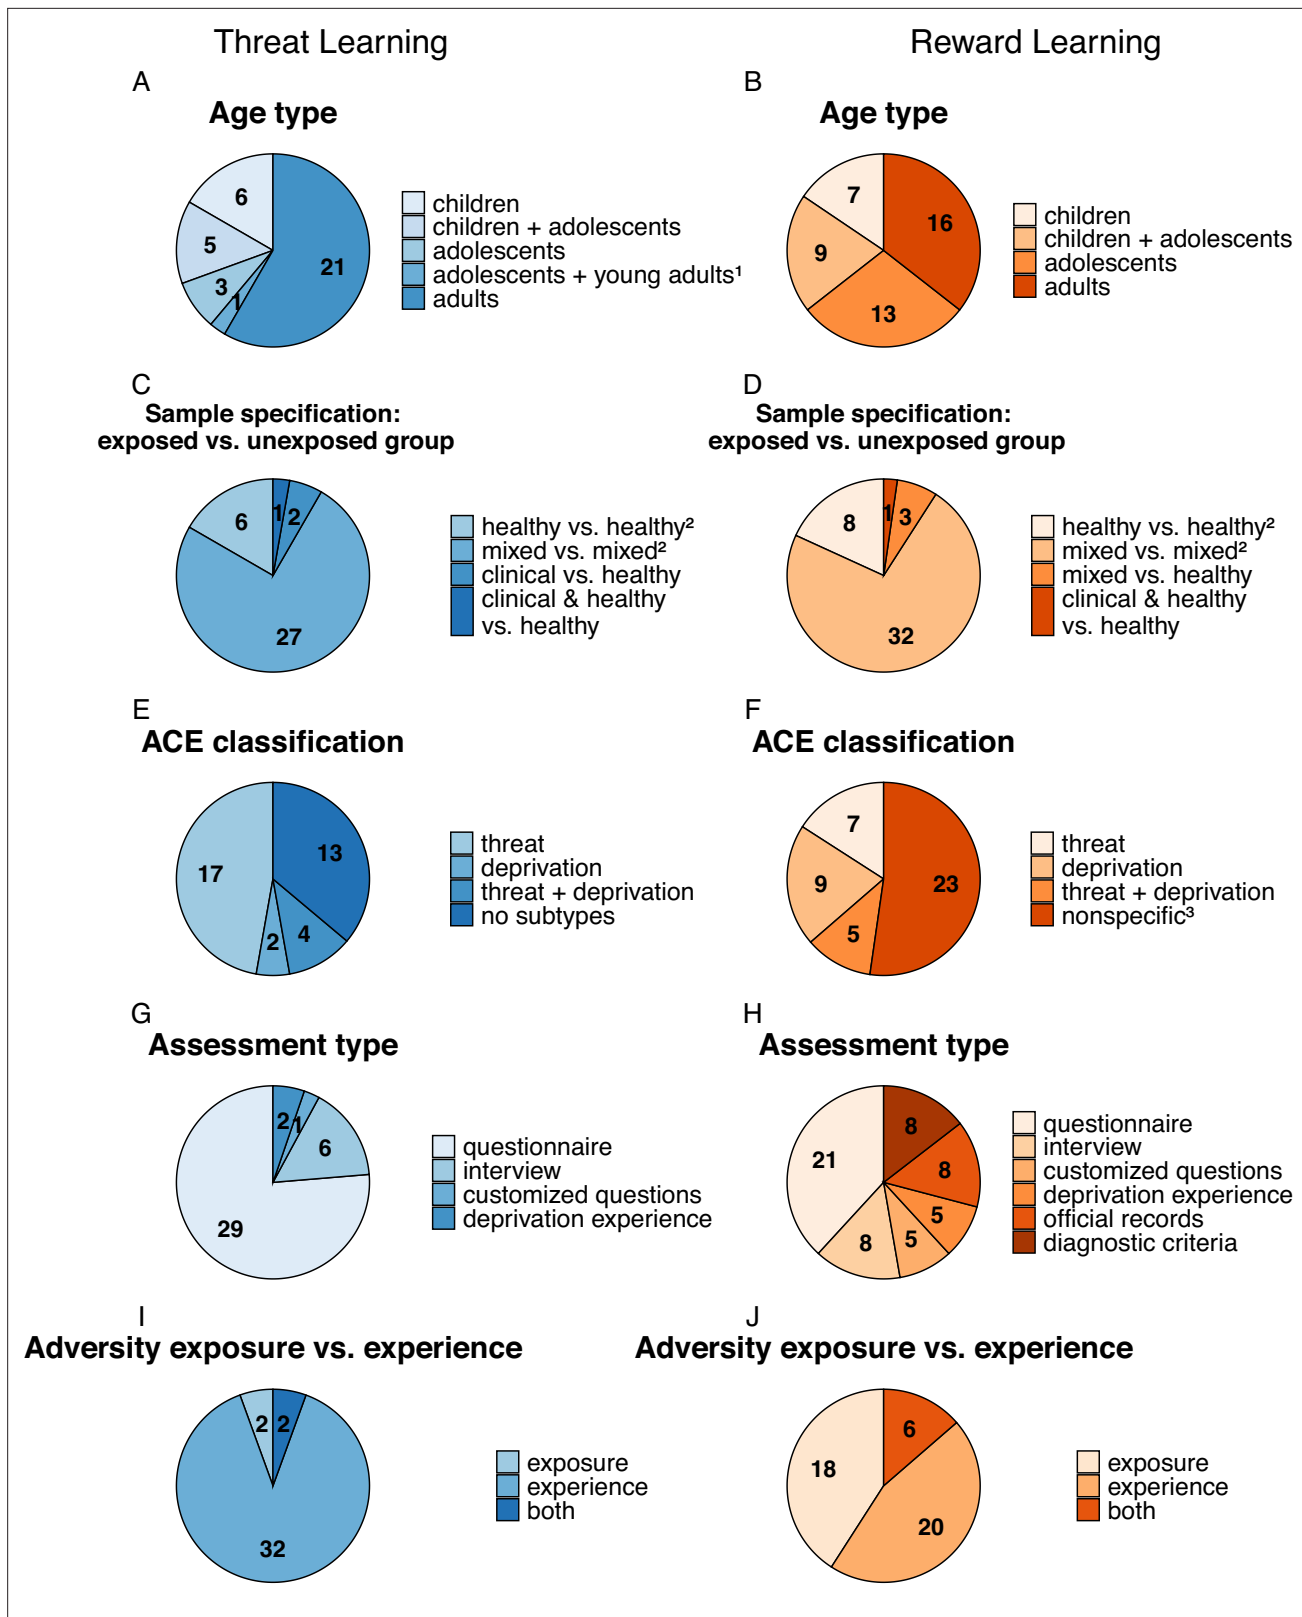 Threat Learning
Reward Learning
A
Age type
6
5
3
1
21
children
children + adolescents
adolescents
adolescents + young adults¹
adults
B
Age type
7
9
13
16
children
children + adolescents
adolescents
adults
C
Sample specification:
exposed vs. unexposed group
6
1
2
27
healthy vs. healthy²
mixed vs. mixed²
clinical vs. healthy
clinical & healthy
vs. healthy
D
Sample specification:
exposed vs. unexposed group
8
1
3
32
healthy vs. healthy²
mixed vs. mixed²
mixed vs. healthy
clinical & healthy
vs. healthy
E
ACE classification
17
13
2
4
threat
deprivation
threat + deprivation
no subtypes
F
ACE classification
7
9
5
23
threat
deprivation
threat + deprivation
nonspecific³
G
Assessment type
2
1
6
29
questionnaire
interview
customized questions
deprivation experience
H
Assessment type
21
8
8
5
5
8
questionnaire
interview
customized questions
deprivation experience
official records
diagnostic criteria
I
Adversity exposure vs. experience
2
2
32
exposure
experience
both
J
Adversity exposure vs. experience
18
6
20
exposure
experience
both